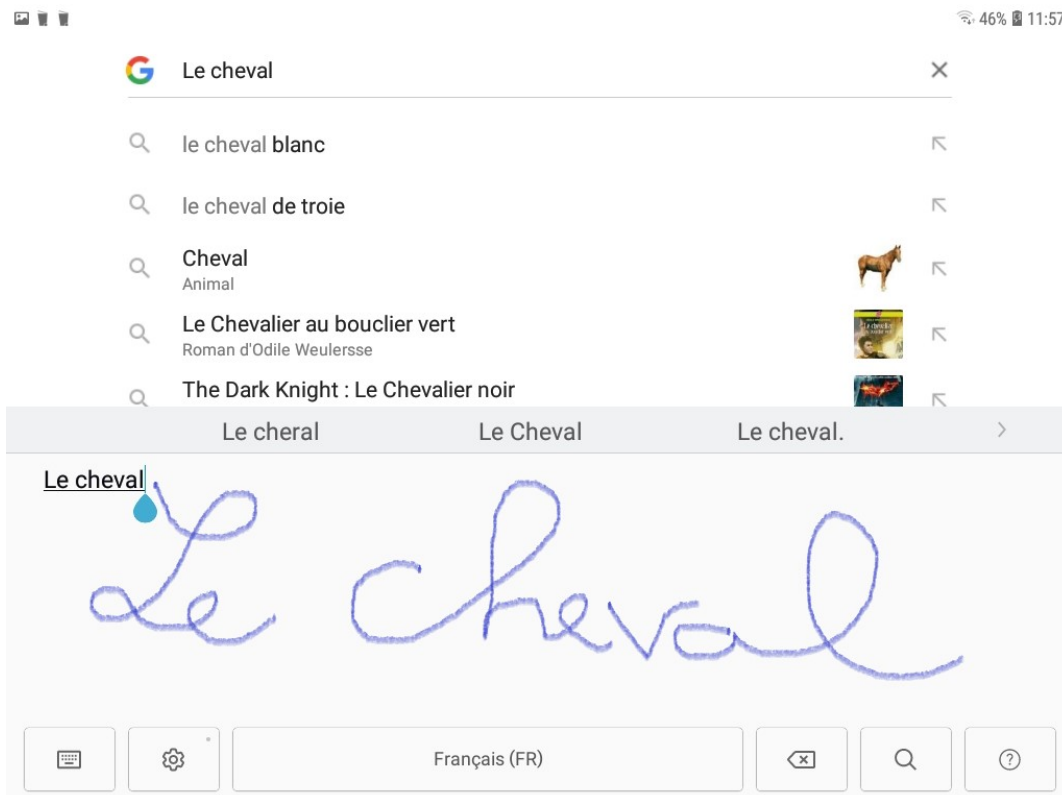 46% 11:57
Le cheval
le cheval blanc
le cheval de troie
Cheval
Animal
Le Chevalier au bouclier vert
Roman d'Odile Weulersse
The Dark Knight : Le Chevalier noir
Le cheral Le Cheval Le cheval.
Le cheval
Le cheval
Français (FR)